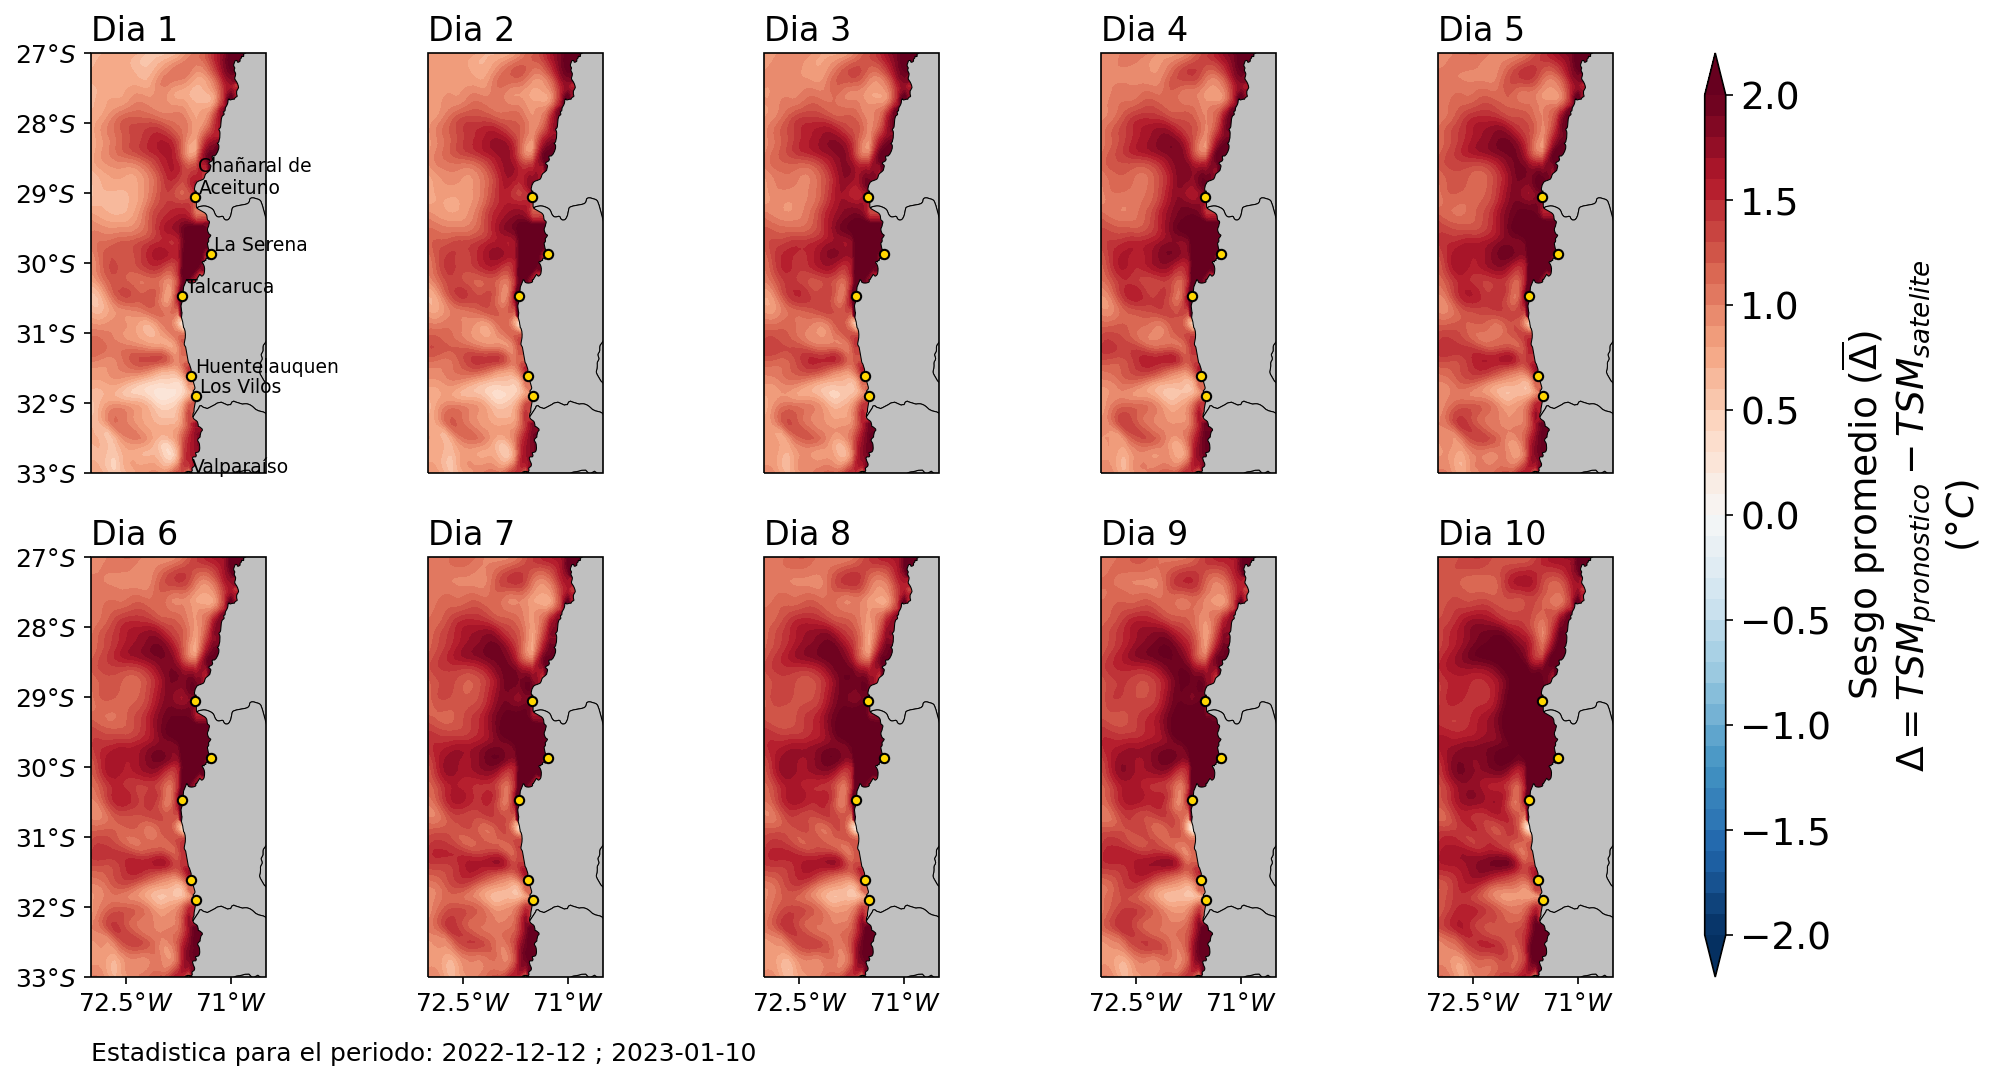 Dia 1
Dia 2
Dia 3
Dia 4
Dia 5
27°S
28°S
29°S
30°S
31°S
32°S
33°S
Chañaral de
Aceituno
La Serena
Talcaruca
Huentelauquen
Los Vilos
Valparaíso
Dia 6
Dia 7
Dia 8
Dia 9
Dia 10
27°S
28°S
29°S
30°S
31°S
32°S
33°S
72.5°W 71°W
72.5°W 71°W
72.5°W 71°W
72.5°W 71°W
72.5°W 71°W
2.0
1.5
1.0
0.5
0.0
−0.5
−1.0
−1.5
−2.0
Sesgo promedio (Δ̅)
Δ = TSM_pronostico − TSM_satelite
(°C)
Estadistica para el periodo: 2022-12-12 ; 2023-01-10